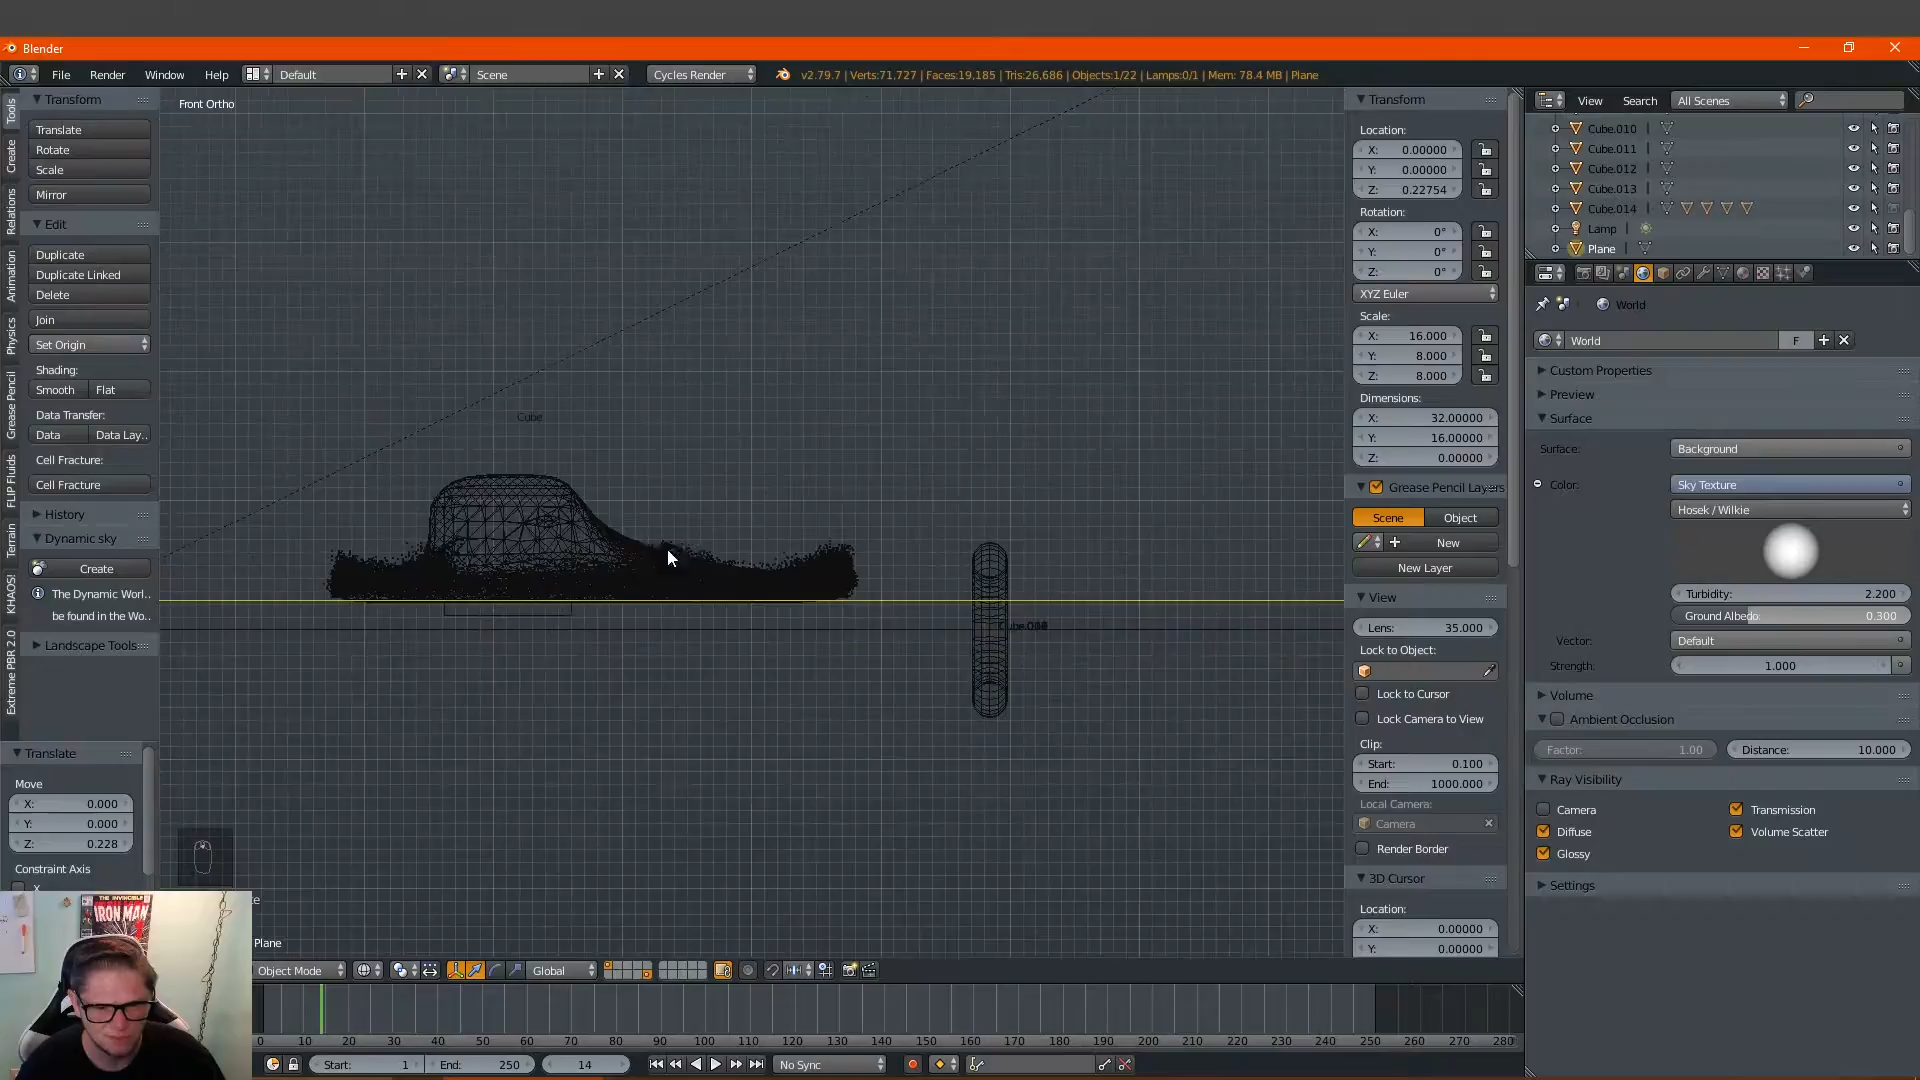 Blender
File Render Window Help Default Scene Cycles Render v2.79.7 | Verts:71,727 | Faces:19,185 | Tris:26,686 | Objects:1/22 | Lamps:0/1 | Mem: 78.4 MB | Plane
Tools
Create
Relations
Animation
Physics
Grease Pencil
FLIP Fluids
Terrain
KHAOS!
Extreme PBR 2.0
Transform
Translate
Rotate
Scale
Mirror
Edit
Duplicate
Duplicate Linked
Delete
Join
Set Origin
Shading:
Smooth Flat
Data Transfer:
Data Data Lay..
Cell Fracture:
Cell Fracture
History
Dynamic sky
Create
The Dynamic Worl..
be found in the Wo..
Landscape Tools
Translate
Move
X: 0.000
Y: 0.000
Z: 0.228
Constraint Axis
X
THE INVINCIBLE
IRON MAN
Front Ortho
Cube
Plane
Object Mode Global
Transform
Location:
X: 0.00000
Y: 0.00000
Z: 0.22754
Rotation:
X: 0°
Y: 0°
Z: 0°
XYZ Euler
Scale:
X: 16.000
Y: 8.000
Z: 8.000
Dimensions:
X: 32.00000
Y: 16.00000
Z: 0.00000
Grease Pencil Layers
Scene Object
New
New Layer
View
Lens: 35.000
Lock to Object:
Lock to Cursor
Lock Camera to View
Clip:
Start: 0.100
End: 1000.000
Local Camera:
Camera
Render Border
3D Cursor
Location:
X: 0.00000
Y: 0.00000
View Search All Scenes
Cube.010
Cube.011
Cube.012
Cube.013
Cube.014
Lamp
Plane
World
World F
Custom Properties
Preview
Surface
Surface: Background
Color: Sky Texture
Hosek / Wilkie
Turbidity: 2.200
Ground Albedo: 0.300
Vector: Default
Strength: 1.000
Volume
Ambient Occlusion
Factor: 1.00 Distance: 10.000
Ray Visibility
Camera Transmission
Diffuse Volume Scatter
Glossy
Settings
0 10 20 30 40 50 60 70 80 90 100 110 120 130 140 150 160 170 180 190 200 210 220 230 240 250 260 270 280
Start: 1 End: 250 14 No Sync